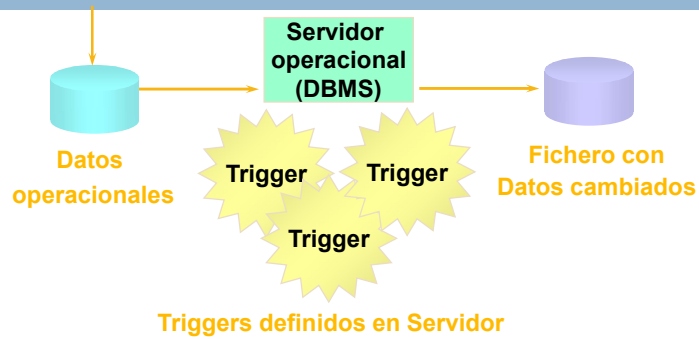 Servidor
operacional
(DBMS)
Datos
operacionales
Trigger
Trigger
Trigger
Fichero con
Datos cambiados
Triggers definidos en Servidor